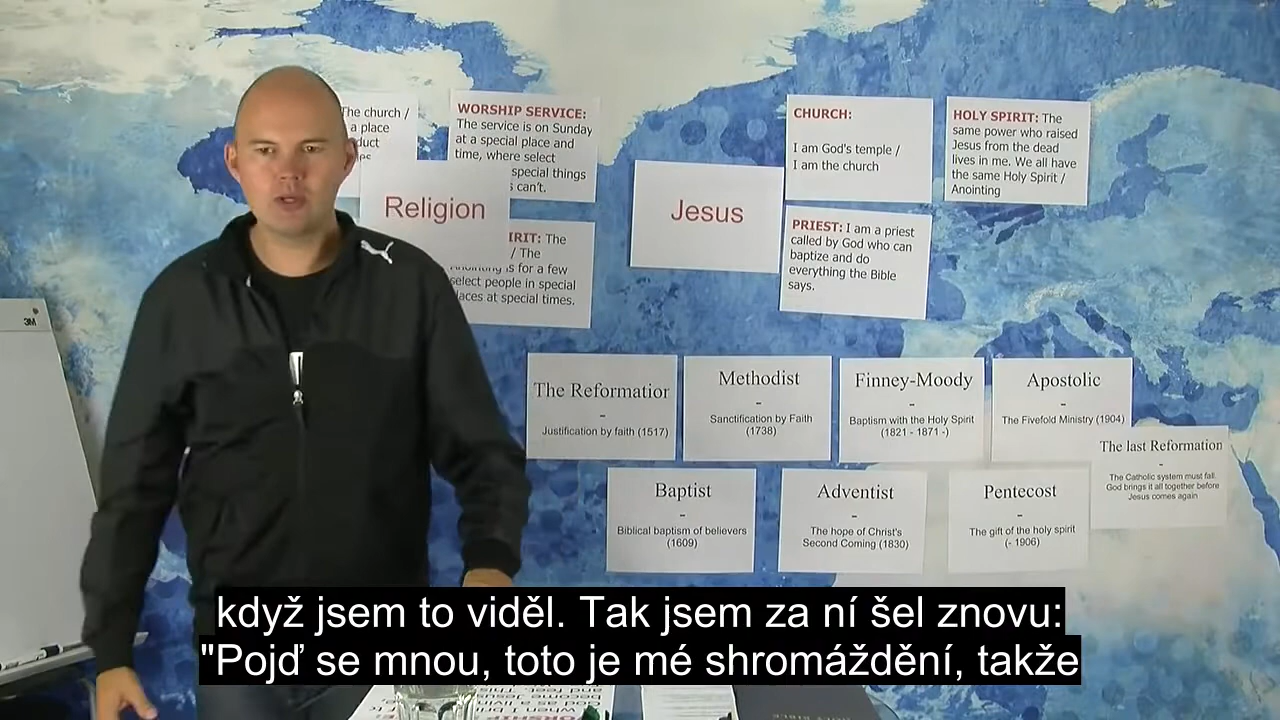 The church /
a place
WORSHIP SERVICE:
The service is on Sunday
at a special place and
time, where select
special things
can't.
Religion
The
/ The
is for a few
select people in special
at special times.
Jesus
CHURCH:
I am God's temple /
I am the church
HOLY SPIRIT: The
same power who raised
Jesus from the dead
lives in me. We all have
the same Holy Spirit /
Anointing
PRIEST: I am a priest
called by God who can
baptize and do
everything the Bible
says.
3M
The Reformation
-
Justification by faith (1517)
Methodist
-
Sanctification by Faith
(1738)
Finney-Moody
-
Baptism with the Holy Spirit
(1821 - 1871 -)
Apostolic
-
The Fivefold Ministry (1904)
The last Reformation
-
The Catholic system must fall.
God brings it all together before
Jesus comes again
Baptist
-
Biblical baptism of believers
(1609)
Adventist
-
The hope of Christ's
Second Coming (1830)
Pentecost
-
The gift of the holy spirit
(- 1906)
když jsem to viděl. Tak jsem za ní šel znovu:
"Pojď se mnou, toto je mé shromáždění, takže